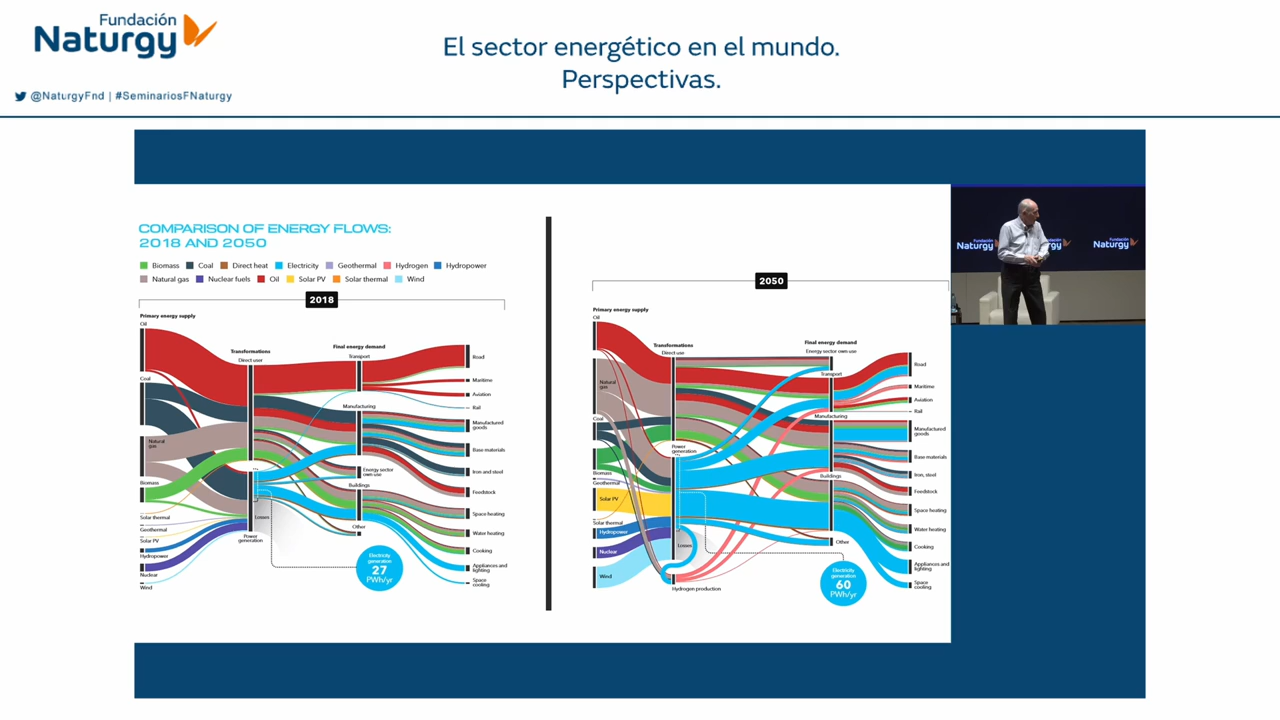 Fundación
Naturgy
@NaturgyFnd | #SeminariosFNaturgy
El sector energético en el mundo.
Perspectivas.
COMPARISON OF ENERGY FLOWS:
2018 AND 2050
Biomass Coal Direct heat Electricity Geothermal Hydrogen Hydropower
Natural gas Nuclear fuels Oil Solar PV Solar thermal Wind
2018
Primary energy supply
Oil
Coal
Natural
gas
Biomass
Solar thermal
Geothermal
Solar PV
Hydropower
Nuclear
Wind
Transformations
Direct use
Losses
Power
generation
Final energy demand
Transport
Manufacturing
Energy sector
own use
Buildings
Other
Road
Maritime
Aviation
Rail
Manufactured
goods
Base materials
Iron and steel
Feedstock
Space heating
Water heating
Cooking
Appliances and
lighting
Space
cooling
Electricity
generation
27
PWh/yr
2050
Primary energy supply
Oil
Natural
gas
Coal
Biomass
Geothermal
Solar PV
Solar thermal
Hydropower
Nuclear
Wind
Transformations
Direct use
Power
generation
Losses
Hydrogen production
Final energy demand
Energy sector own use
Transport
Manufacturing
Buildings
Other
Road
Maritime
Aviation
Rail
Manufactured
goods
Base materials
Iron, steel
Feedstock
Space heating
Water heating
Cooking
Appliances and
lighting
Space
cooling
Electricity
generation
60
PWh/yr
Fundación
Naturgy
Fundación
Naturgy